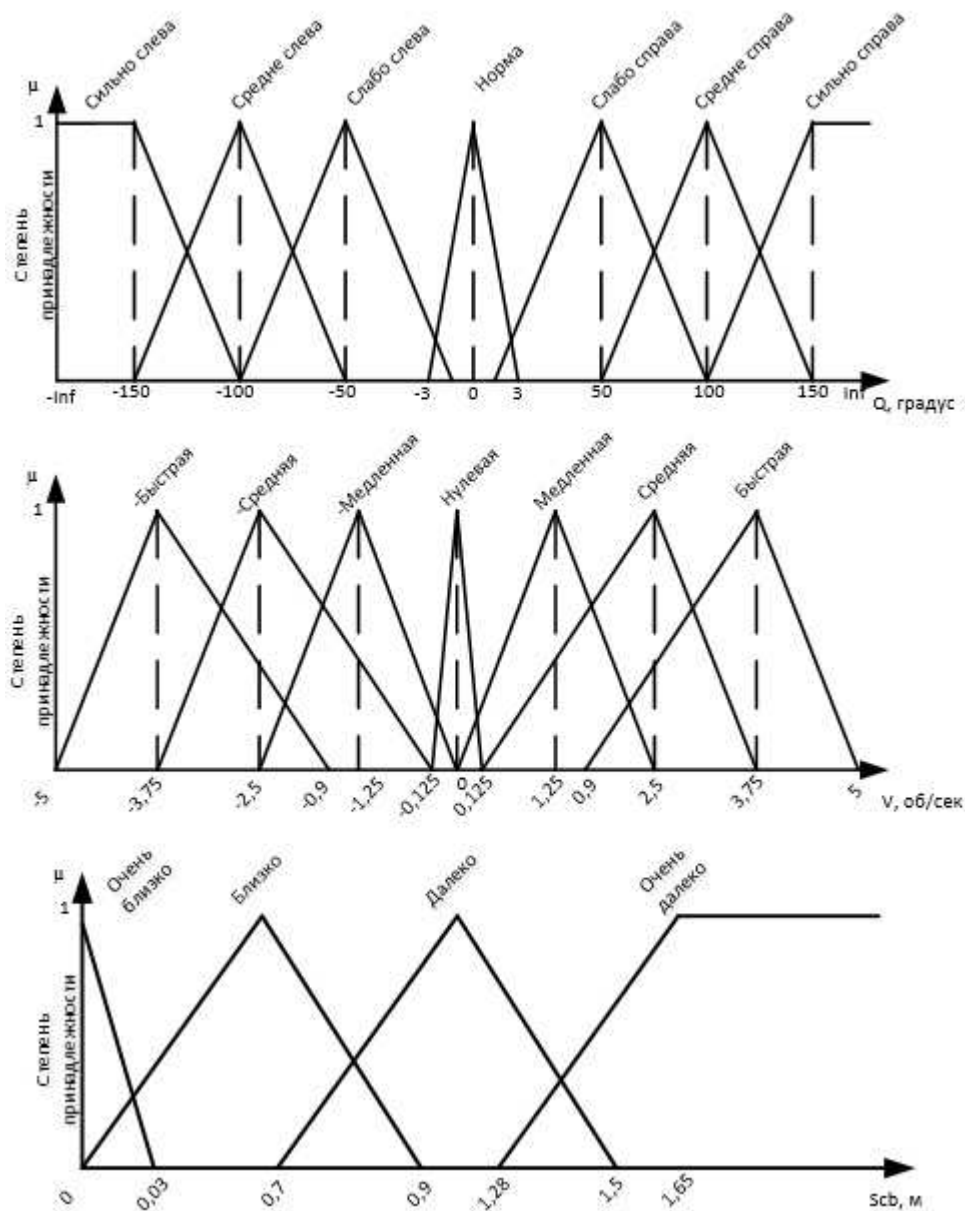 Сильно слева
Средне слева
Слабо слева
Норма
Слабо справа
Средне справа
Сильно справа
μ
1
Степень
принадлежности
-Inf
-150
-100
-50
-3
0
3
50
100
150
Inf
Q, градус
-Быстрая
-Средняя
-Медленная
Нулевая
Медленная
Средняя
Быстрая
μ
1
Степень
принадлежности
-5
-3,75
-2,5
-0,9
-1,25
-0,125
0
0,125
1,25
0,9
2,5
3,75
5
V, об/сек
Очень
близко
Близко
Далеко
Очень
далеко
μ
1
Степень
принадлежности
0
0,03
0,7
0,9
1,28
1,5
1,65
Scb, м